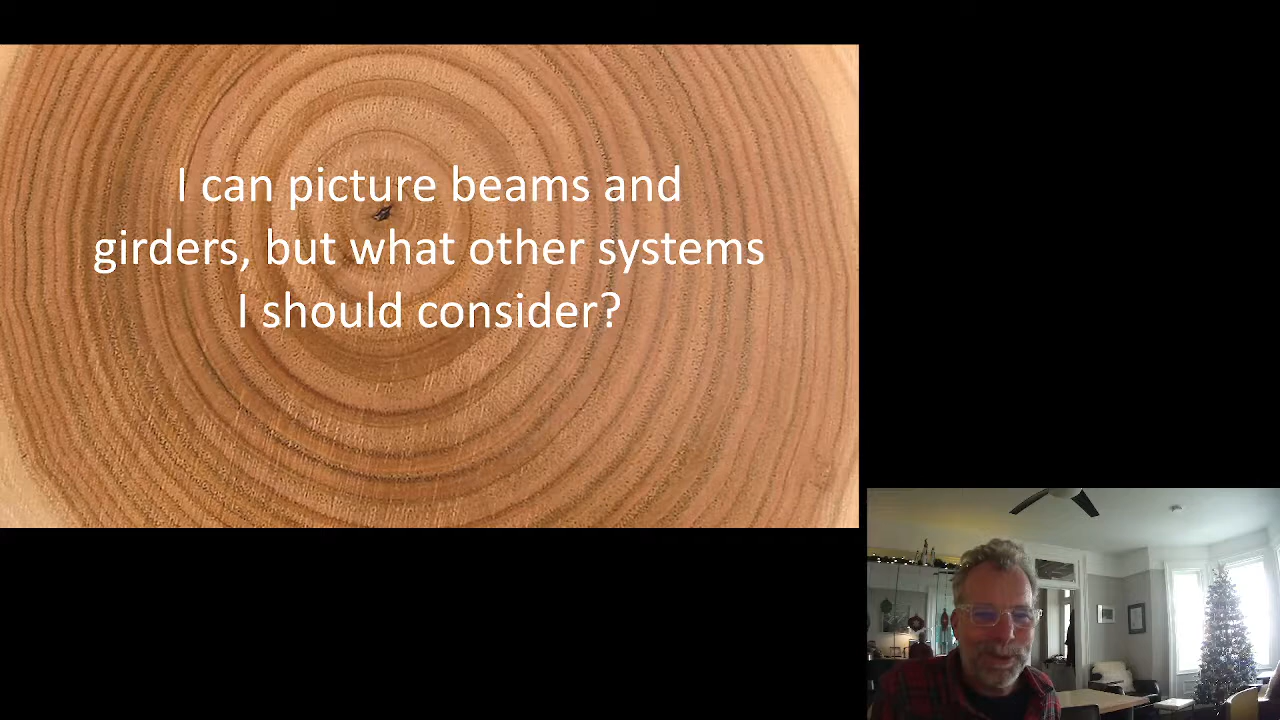 I can picture beams and
girders, but what other systems
I should consider?